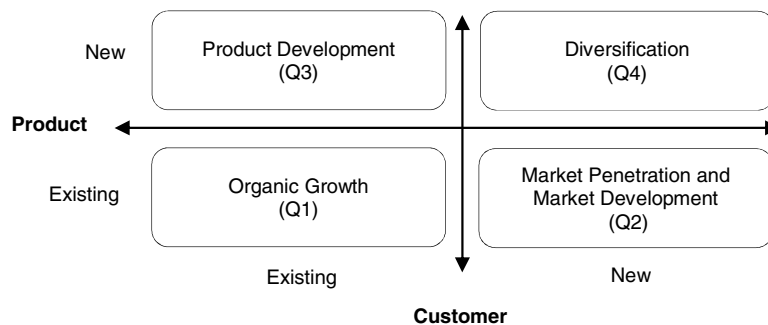 New
Product Development
(Q3)
Diversification
(Q4)
Product
Existing
Organic Growth
(Q1)
Market Penetration and
Market Development
(Q2)
Existing
New
Customer